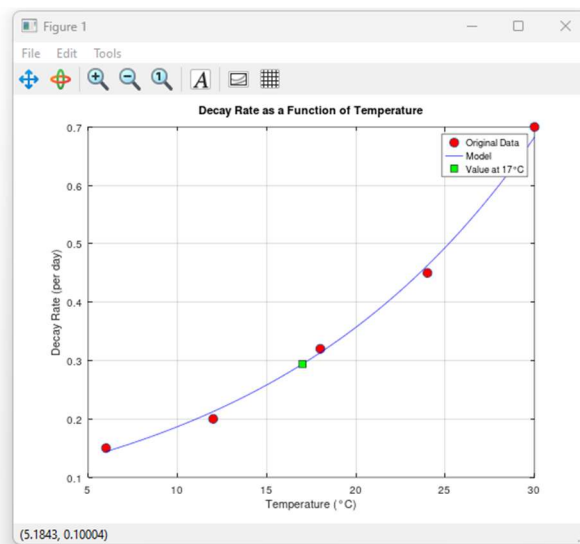 Figure 1
File Edit Tools
A
Decay Rate as a Function of Temperature
0.7
0.6
0.5
0.4
0.3
0.2
0.1
Decay Rate (per day)
Original Data
Model
Value at 17°C
5 10 15 20 25 30
Temperature (°C)
(5.1843, 0.10004)